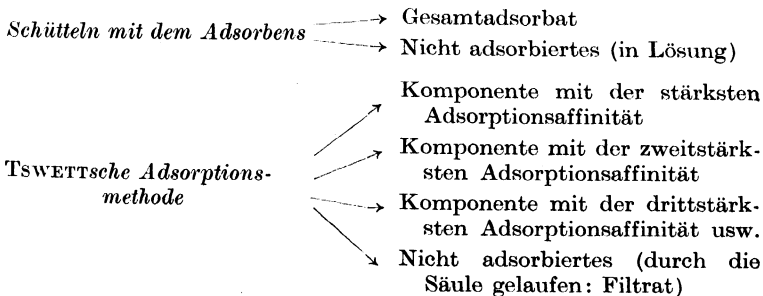 Schütteln mit dem Adsorbens
Gesamtadsorbat
Nicht adsorbiertes (in Lösung)
Tswettsche Adsorptions-
methode
Komponente mit der stärksten
Adsorptionsaffinität
Komponente mit der zweitstärk-
sten Adsorptionsaffinität
Komponente mit der drittstärk-
sten Adsorptionsaffinität usw.
Nicht adsorbiertes (durch die
Säule gelaufen: Filtrat)